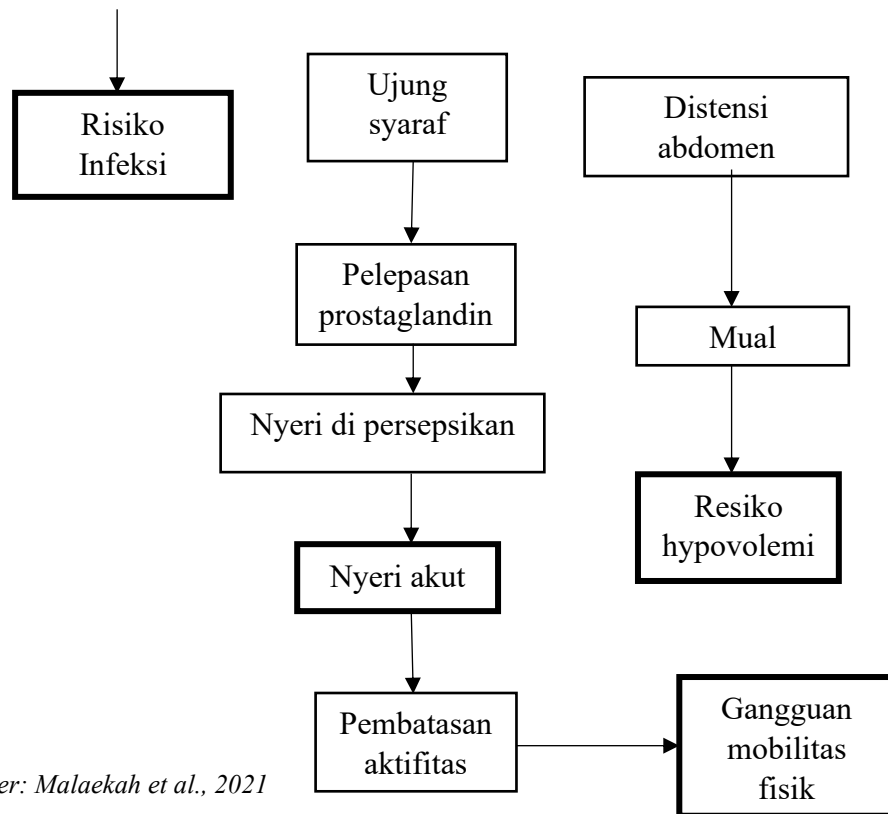 Risiko
Infeksi
Ujung
syaraf
Distensi
abdomen
Pelepasan
prostaglandin
Mual
Nyeri di persepsikan
Resiko
hypovolemi
Nyeri akut
Pembatasan
aktifitas
Gangguan
mobilitas
fisik
er: Malaekah et al., 2021